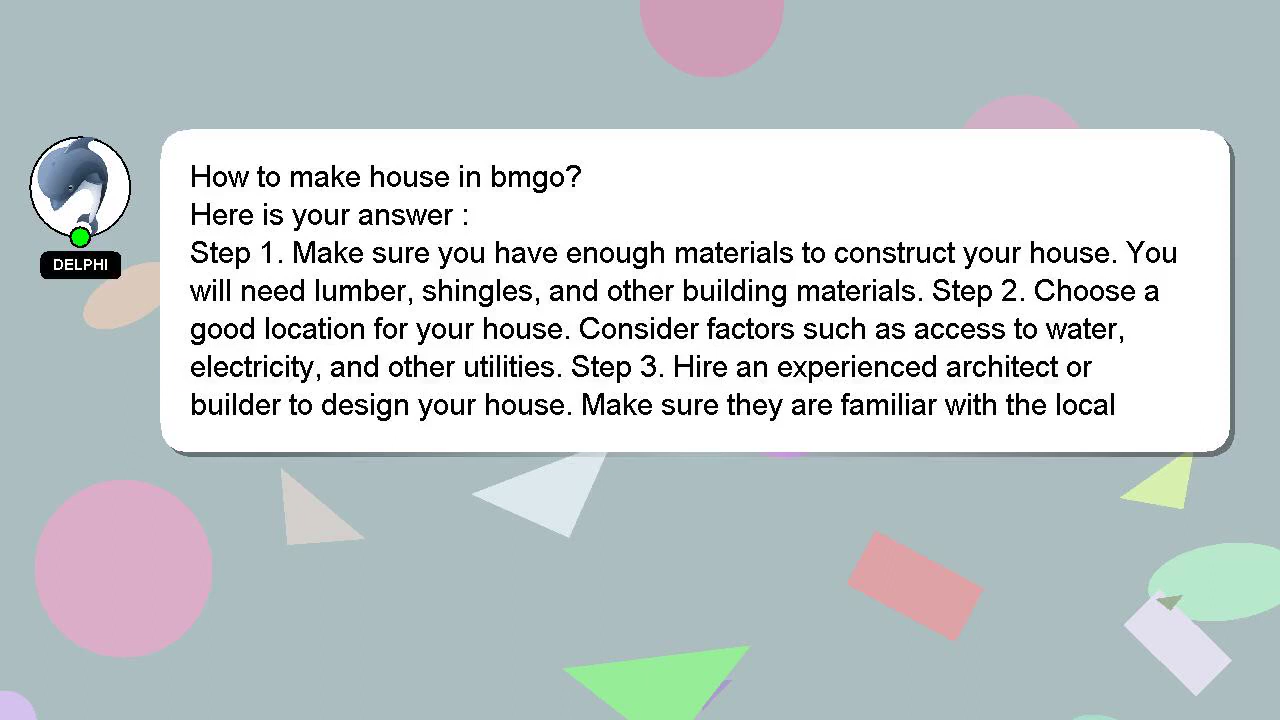 How to make house in bmgo?
Here is your answer :
Step 1. Make sure you have enough materials to construct your house. You
will need lumber, shingles, and other building materials. Step 2. Choose a
good location for your house. Consider factors such as access to water,
electricity, and other utilities. Step 3. Hire an experienced architect or
builder to design your house. Make sure they are familiar with the local
DELPHI